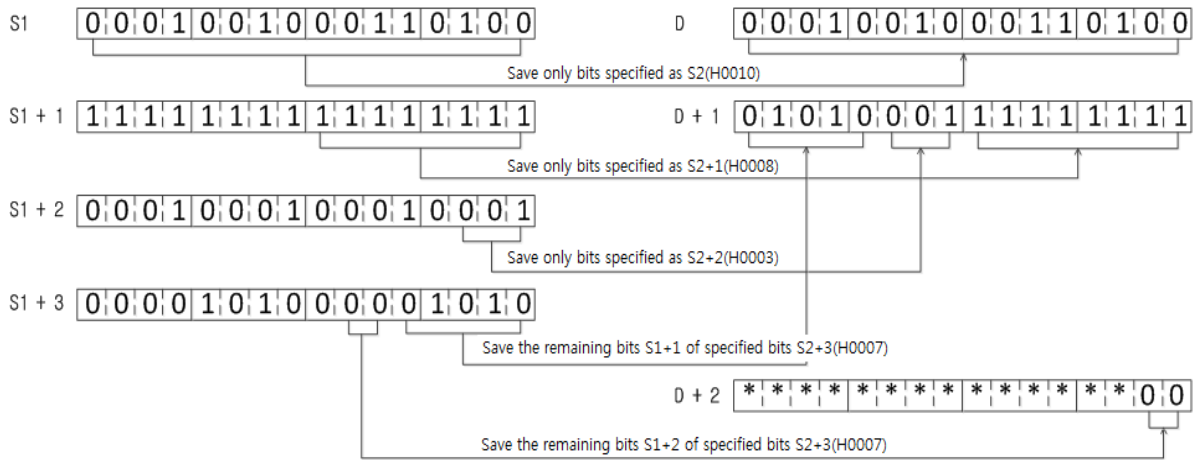 S1 0 0 0 1 0 0 1 0 0 0 1 1 0 1 0 0 D 0 0 0 1 0 0 1 0 0 0 1 1 0 1 0 0
Save only bits specified as S2(H0010)
S1 + 1 1 1 1 1 1 1 1 1 1 1 1 1 1 1 1 1 D + 1 0 1 0 1 0 0 0 1 1 1 1 1 1 1 1 1
Save only bits specified as S2+1(H0008)
S1 + 2 0 0 0 1 0 0 0 1 0 0 0 1 0 0 0 1
Save only bits specified as S2+2(H0003)
S1 + 3 0 0 0 0 1 0 1 0 0 0 0 0 1 0 1 0
Save the remaining bits S1+1 of specified bits S2+3(H0007)
D + 2 * * * * * * * * * * * * * * 0 0
Save the remaining bits S1+2 of specified bits S2+3(H0007)